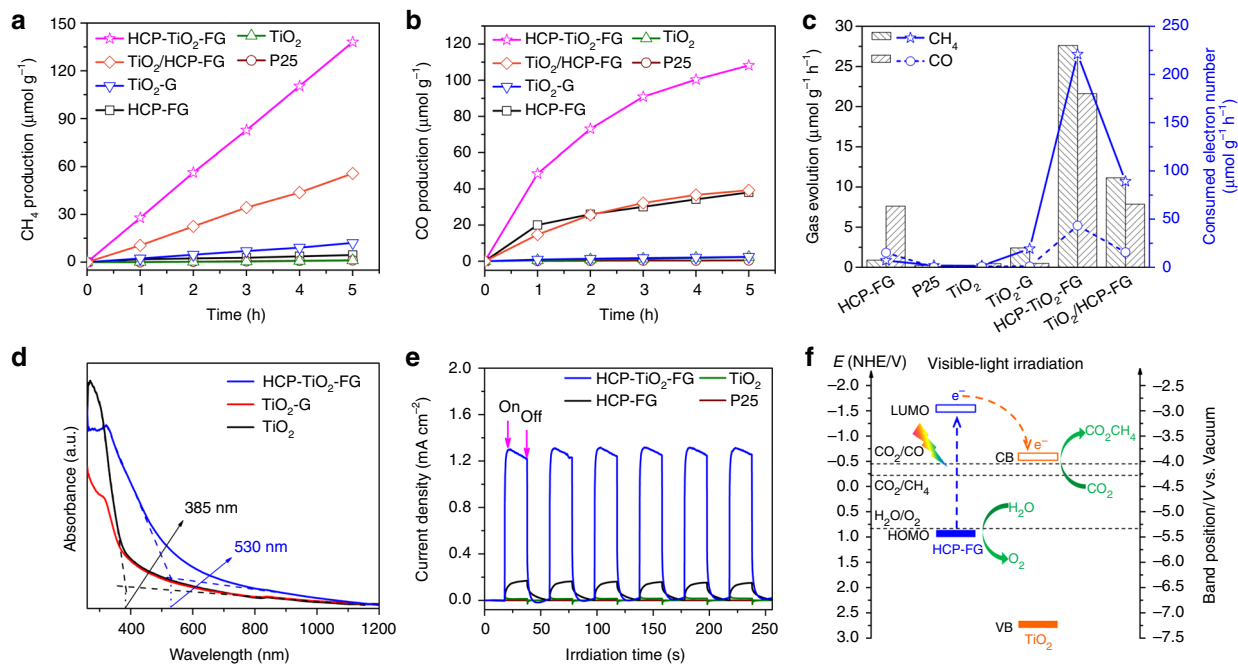 a
150
120
90
60
30
0
CH₄ production (μmol g⁻¹)
0 1 2 3 4 5
Time (h)
HCP-TiO₂-FG
TiO₂/HCP-FG
TiO₂-G
HCP-FG
TiO₂
P25
b
120
100
80
60
40
20
0
CO production (μmol g⁻¹)
0 1 2 3 4 5
Time (h)
HCP-TiO₂-FG
TiO₂/HCP-FG
TiO₂-G
HCP-FG
TiO₂
P25
c
30
25
20
15
10
5
0
Gas evolution (μmol g⁻¹ h⁻¹)
CH₄
CO
250
200
150
100
50
0
Consumed electron number
(μmol g⁻¹ h⁻¹)
HCP-FG
P25
TiO₂
TiO₂-G
HCP-TiO₂-FG
TiO₂/HCP-FG
d
Absorbance (a.u.)
HCP-TiO₂-FG
TiO₂-G
TiO₂
385 nm
530 nm
400 600 800 1000 1200
Wavelength (nm)
e
1.6
1.2
0.8
0.4
0.0
Current density (mA cm⁻²)
HCP-TiO₂-FG
HCP-FG
TiO₂
P25
On
Off
0 50 100 150 200 250
Irrdiation time (s)
f
E (NHE/V)
Visible-light irradiation
–2.0
–1.5
–1.0
–0.5
0.0
0.5
1.0
1.5
2.0
2.5
3.0
LUMO
e⁻
CO₂/CO
CO₂/CH₄
H₂O/O₂
HOMO
HCP-FG
H₂O
O₂
CB
e⁻
CO₂CH₄
CO₂
VB
TiO₂
–2.5
–3.0
–3.5
–4.0
–4.5
–5.0
–5.5
–6.0
–6.5
–7.0
–7.5
Band position/V vs. Vacuum